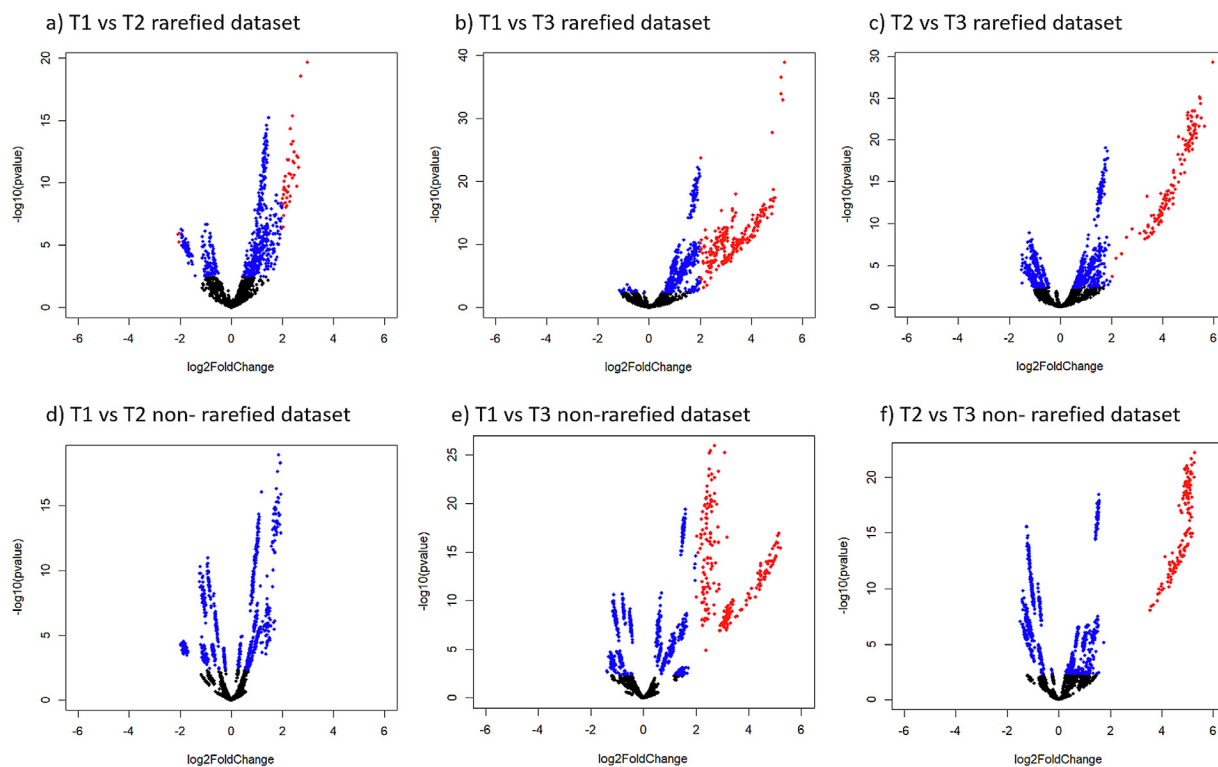 a) T1 vs T2 rarefied dataset
b) T1 vs T3 rarefied dataset
c) T2 vs T3 rarefied dataset
-log10(pvalue)
20
15
10
5
0
-6 -4 -2 0 2 4 6
log2FoldChange
-log10(pvalue)
40
30
20
10
0
-6 -4 -2 0 2 4 6
log2FoldChange
-log10(pvalue)
30
25
20
15
10
5
0
-6 -4 -2 0 2 4 6
log2FoldChange
d) T1 vs T2 non- rarefied dataset
e) T1 vs T3 non-rarefied dataset
f) T2 vs T3 non- rarefied dataset
-log10(pvalue)
15
10
5
0
-6 -4 -2 0 2 4 6
log2FoldChange
-log10(pvalue)
25
20
15
10
5
0
-6 -4 -2 0 2 4 6
log2FoldChange
-log10(pvalue)
20
15
10
5
0
-6 -4 -2 0 2 4 6
log2FoldChange